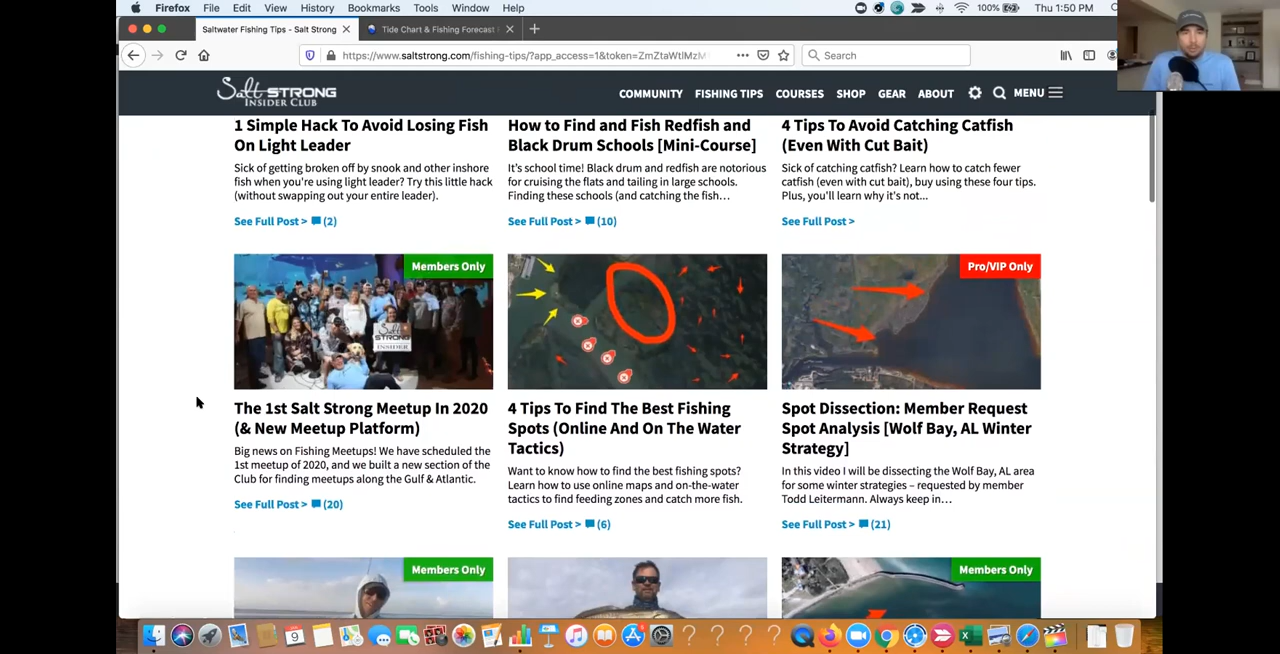 Firefox File Edit View History Bookmarks Tools Window Help
100% Thu 1:50 PM
Saltwater Fishing Tips - Salt Strong
Tide Chart & Fishing Forecast
https://www.saltstrong.com/fishing-tips/?app_access=1&token=
Search
Salt STRONG
INSIDER CLUB
COMMUNITY FISHING TIPS COURSES SHOP GEAR ABOUT MENU
1 Simple Hack To Avoid Losing Fish
On Light Leader
Sick of getting broken off by snook and other inshore
fish when you're using light leader? Try this little hack
(without swapping out your entire leader).
See Full Post > (2)
How to Find and Fish Redfish and
Black Drum Schools [Mini-Course]
It's school time! Black drum and redfish are notorious
for cruising the flats and tailing in large schools.
Finding these schools (and catching the fish…
See Full Post > (10)
4 Tips To Avoid Catching Catfish
(Even With Cut Bait)
Sick of catching catfish? Learn how to catch fewer
catfish (even with cut bait), buy using these four tips.
Plus, you'll learn why it's not…
See Full Post >
Members Only
Salt STRONG
INSIDER
The 1st Salt Strong Meetup In 2020
(& New Meetup Platform)
Big news on Fishing Meetups! We have scheduled the
1st meetup of 2020, and we built a new section of the
Club for finding meetups along the Gulf & Atlantic.
See Full Post > (20)
4 Tips To Find The Best Fishing
Spots (Online And On The Water
Tactics)
Want to know how to find the best fishing spots?
Learn how to use online maps and on-the-water
tactics to find feeding zones and catch more fish.
See Full Post > (6)
Pro/VIP Only
Spot Dissection: Member Request
Spot Analysis [Wolf Bay, AL Winter
Strategy]
In this video I will be dissecting the Wolf Bay, AL area
for some winter strategies – requested by member
Todd Leitermann. Always keep in…
See Full Post > (21)
Members Only
Members Only
9